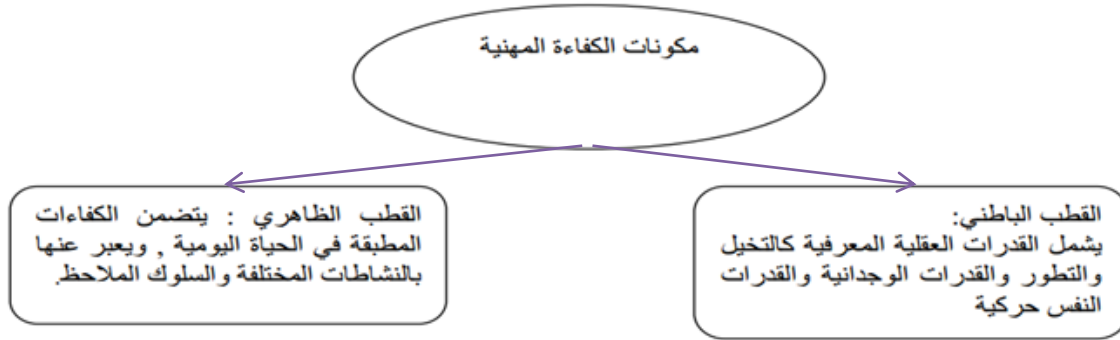 مكونات الكفاءة المهنية
القطب الباطني:
يشمل القدرات العقلية المعرفية كالتخيل
والتطور والقدرات الوجدانية والقدرات
النفس حركية
القطب الظاهري : يتضمن الكفاءات
المطبقة في الحياة اليومية , ويعبر عنها
بالنشاطات المختلفة والسلوك الملاحظ.